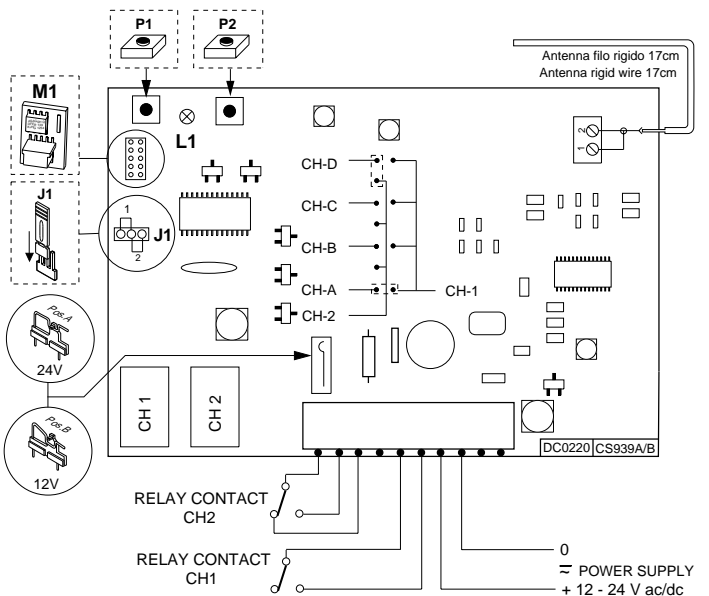 P1
P2
Antenna filo rigido 17cm
Antenna rigid wire 17cm
M1
L1
2
1
CH-D
J1
CH-C
1
J1
2
CH-B
CH-A
CH-1
CH-2
Pos.A
24V
CH 1
CH 2
Pos.B
12V
DC0220
CS939A/B
RELAY CONTACT
CH2
RELAY CONTACT
CH1
0
POWER SUPPLY
+ 12 - 24 V ac/dc